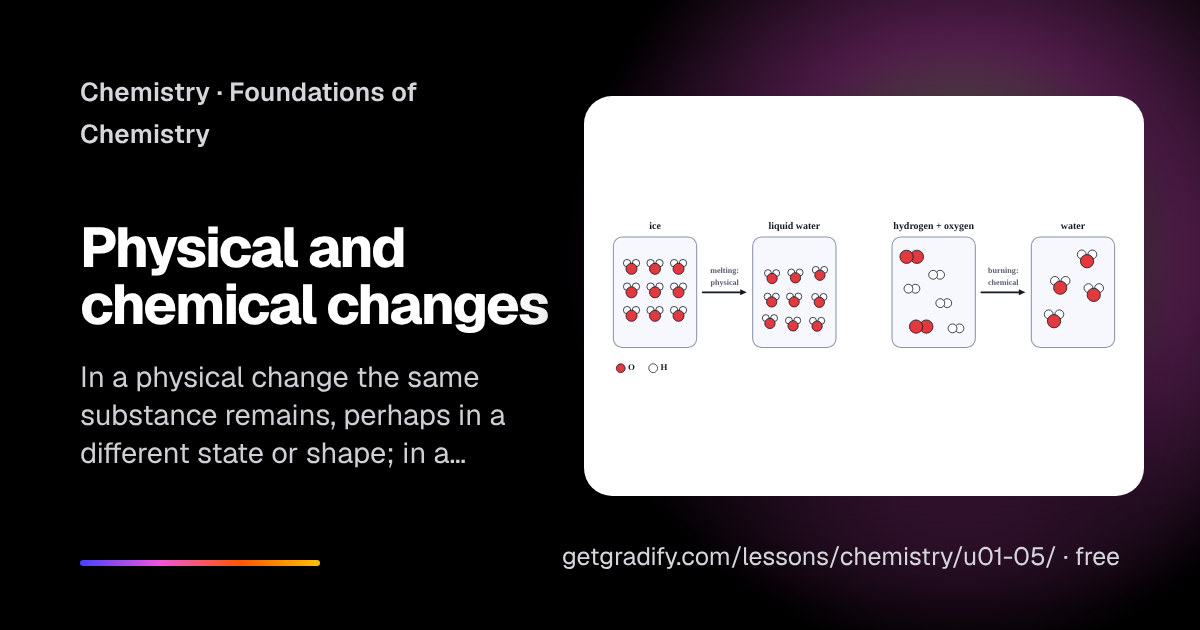 Chemistry · Foundations of
Chemistry
Physical and
chemical changes
In a physical change the same
substance remains, perhaps in a
different state or shape; in a…
ice
liquid water
hydrogen + oxygen
water
melting:
physical
burning:
chemical
O
H
getgradify.com/lessons/chemistry/u01-05/ · free